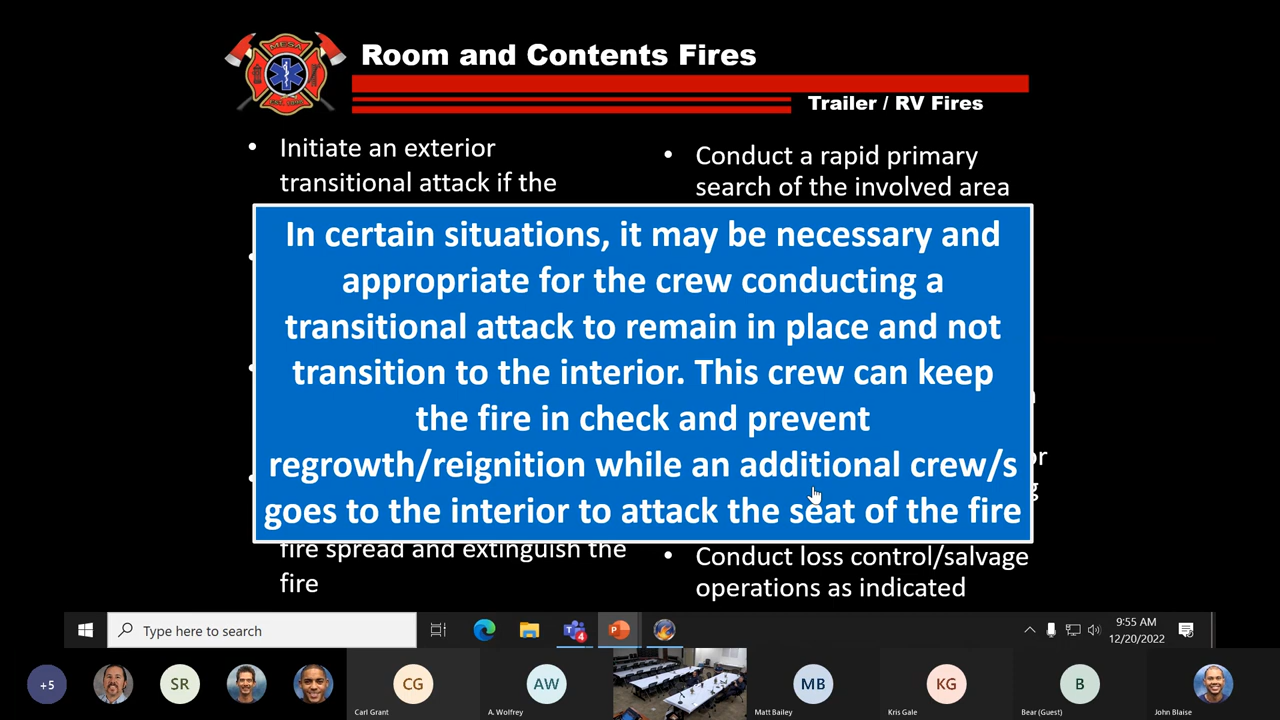 MESA
EST. 1898
Room and Contents Fires
Trailer / RV Fires
• Initiate an exterior
transitional attack if the
• Conduct a rapid primary
search of the involved area
In certain situations, it may be necessary and
appropriate for the crew conducting a
transitional attack to remain in place and not
transition to the interior. This crew can keep
the fire in check and prevent
regrowth/reignition while an additional crew/s
goes to the interior to attack the seat of the fire
or
g
fire spread and extinguish the
fire
• Conduct loss control/salvage
operations as indicated
Type here to search
4
9:55 AM
12/20/2022
+5
SR
CG
AW
MB
KG
B
Carl Grant
A. Wolfrey
Matt Bailey
Kris Gale
Bear (Guest)
John Blaise